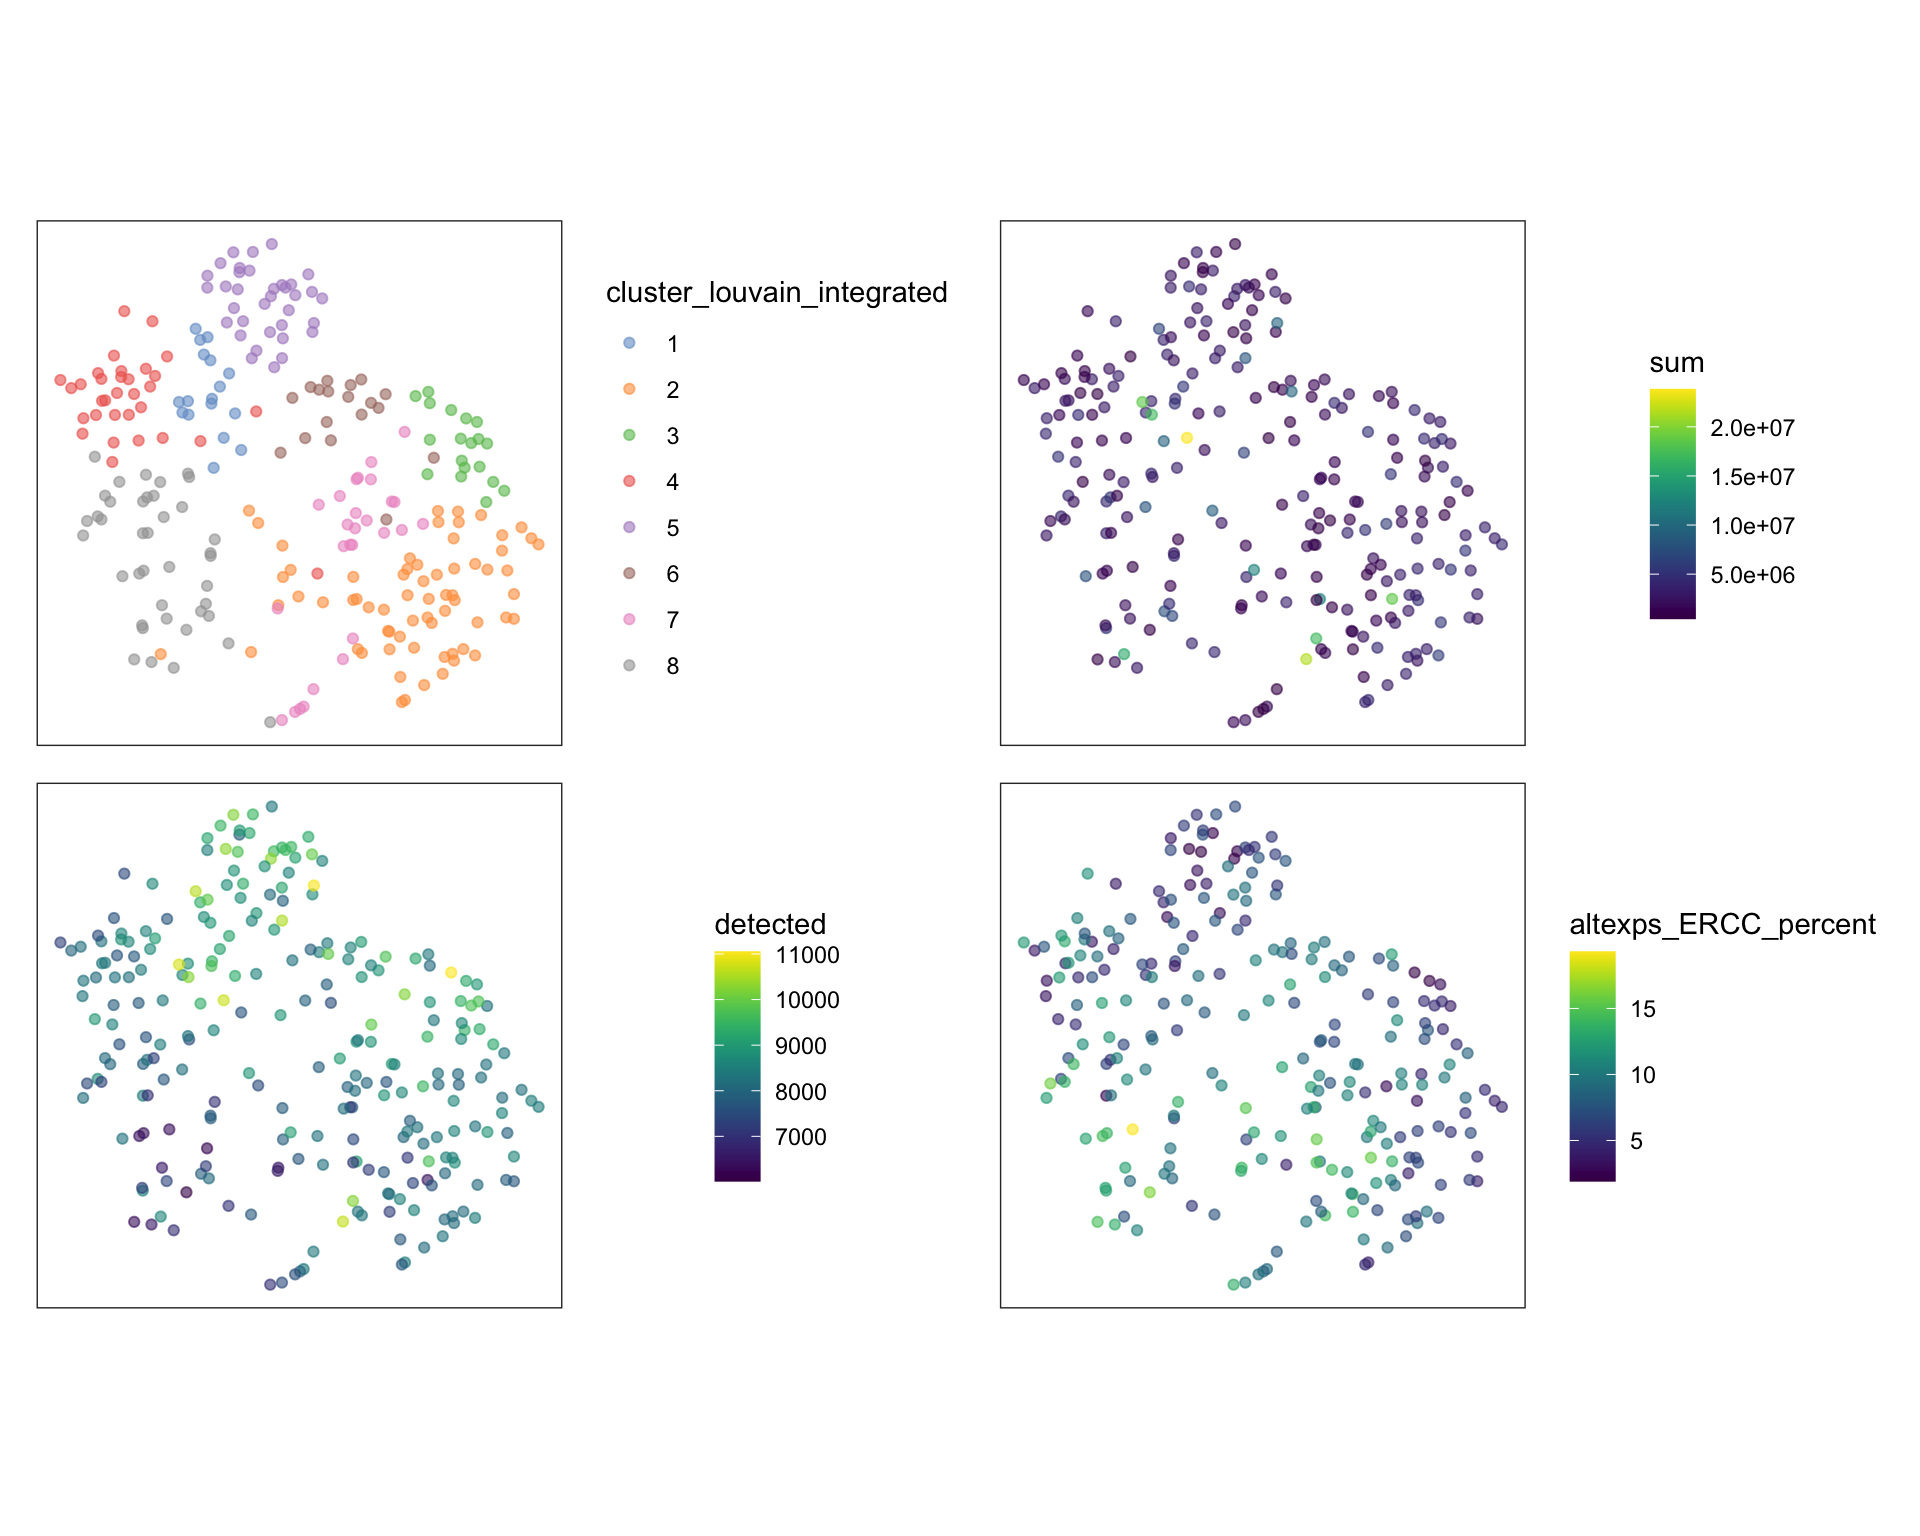 cluster_louvain_integrated
1
2
3
4
5
6
7
8
sum
2.0e+07
1.5e+07
1.0e+07
5.0e+06
detected
11000
10000
9000
8000
7000
altexps_ERCC_percent
15
10
5